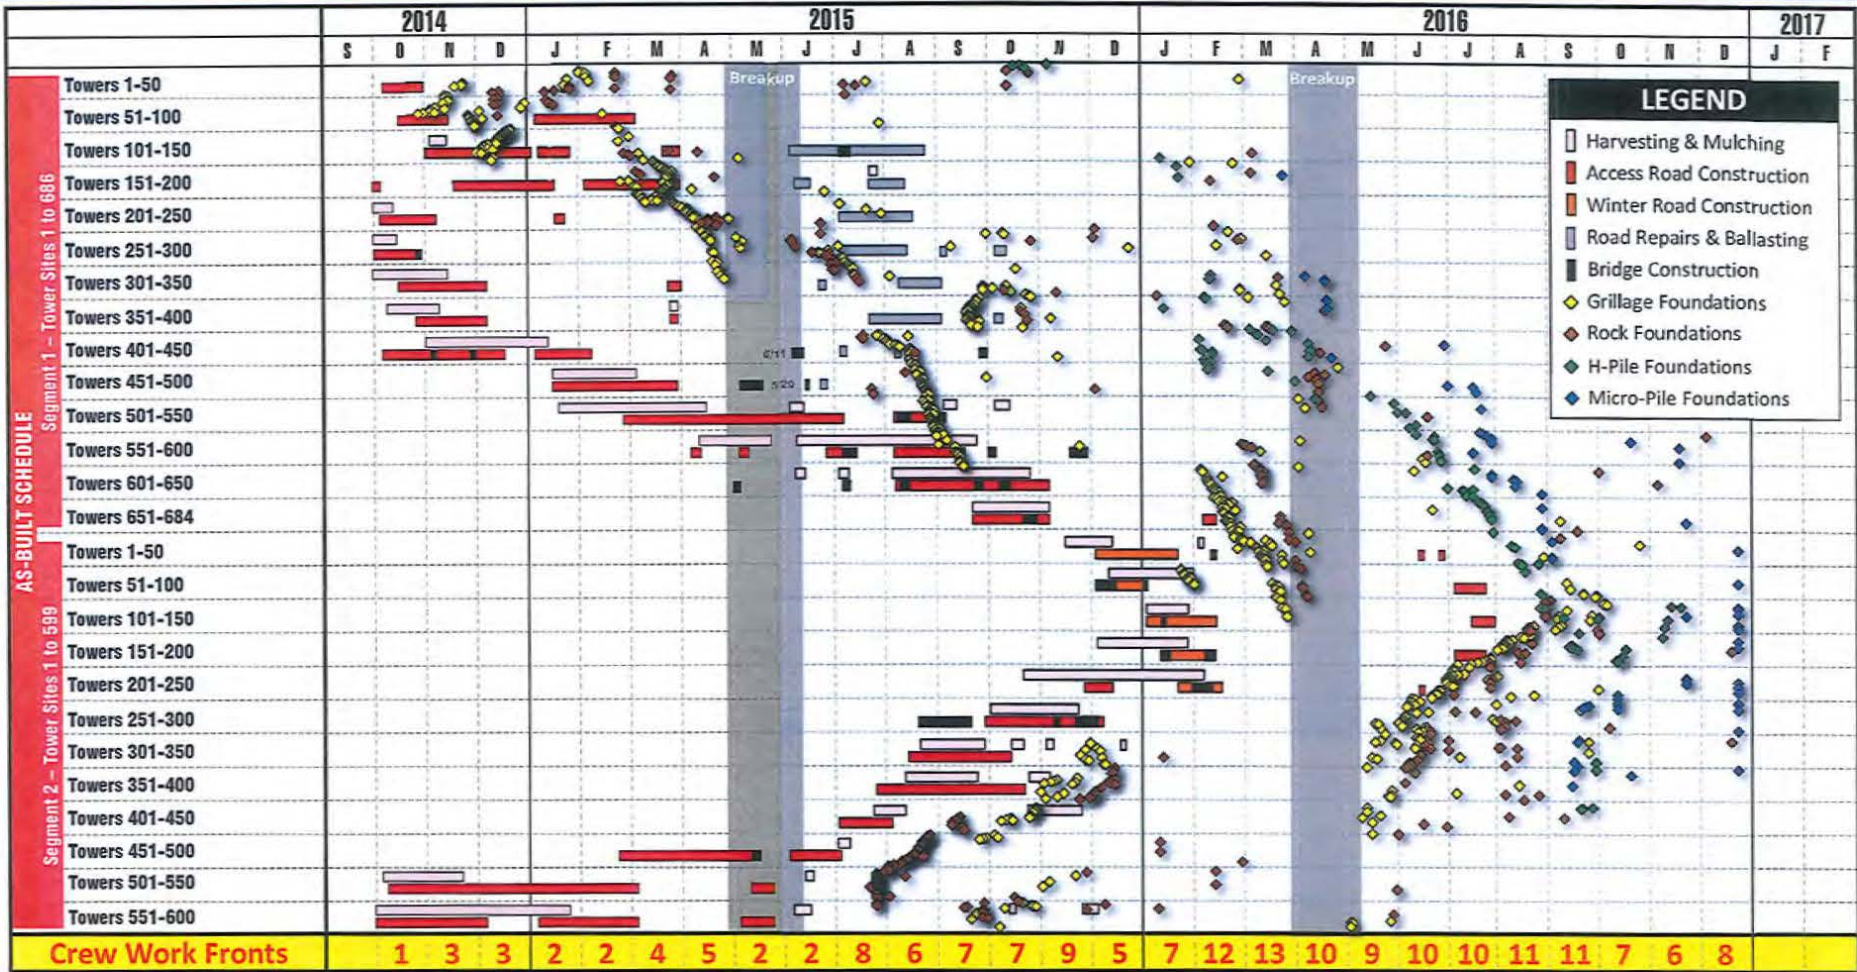 2014 2015 2016 2017
S O N D J F M A M J J A S O N D J F M A M J J A S O N D J F
AS-BUILT SCHEDULE
Segment 1 – Tower Sites 1 to 686
Towers 1-50
Breakup
Breakup
Towers 51-100
Towers 101-150
Towers 151-200
Towers 201-250
Towers 251-300
Towers 301-350
Towers 351-400
Towers 401-450
6/11
Towers 451-500
5/20
Towers 501-550
Towers 551-600
Towers 601-650
Towers 651-684
Segment 2 – Tower Sites 1 to 599
Towers 1-50
Towers 51-100
Towers 101-150
Towers 151-200
Towers 201-250
Towers 251-300
Towers 301-350
Towers 351-400
Towers 401-450
Towers 451-500
Towers 501-550
Towers 551-600
LEGEND
Harvesting & Mulching
Access Road Construction
Winter Road Construction
Road Repairs & Ballasting
Bridge Construction
Grillage Foundations
Rock Foundations
H-Pile Foundations
Micro-Pile Foundations
Crew Work Fronts 1 3 3 2 2 4 5 2 2 8 6 7 7 9 5 7 12 13 10 9 10 10 11 11 7 6 8